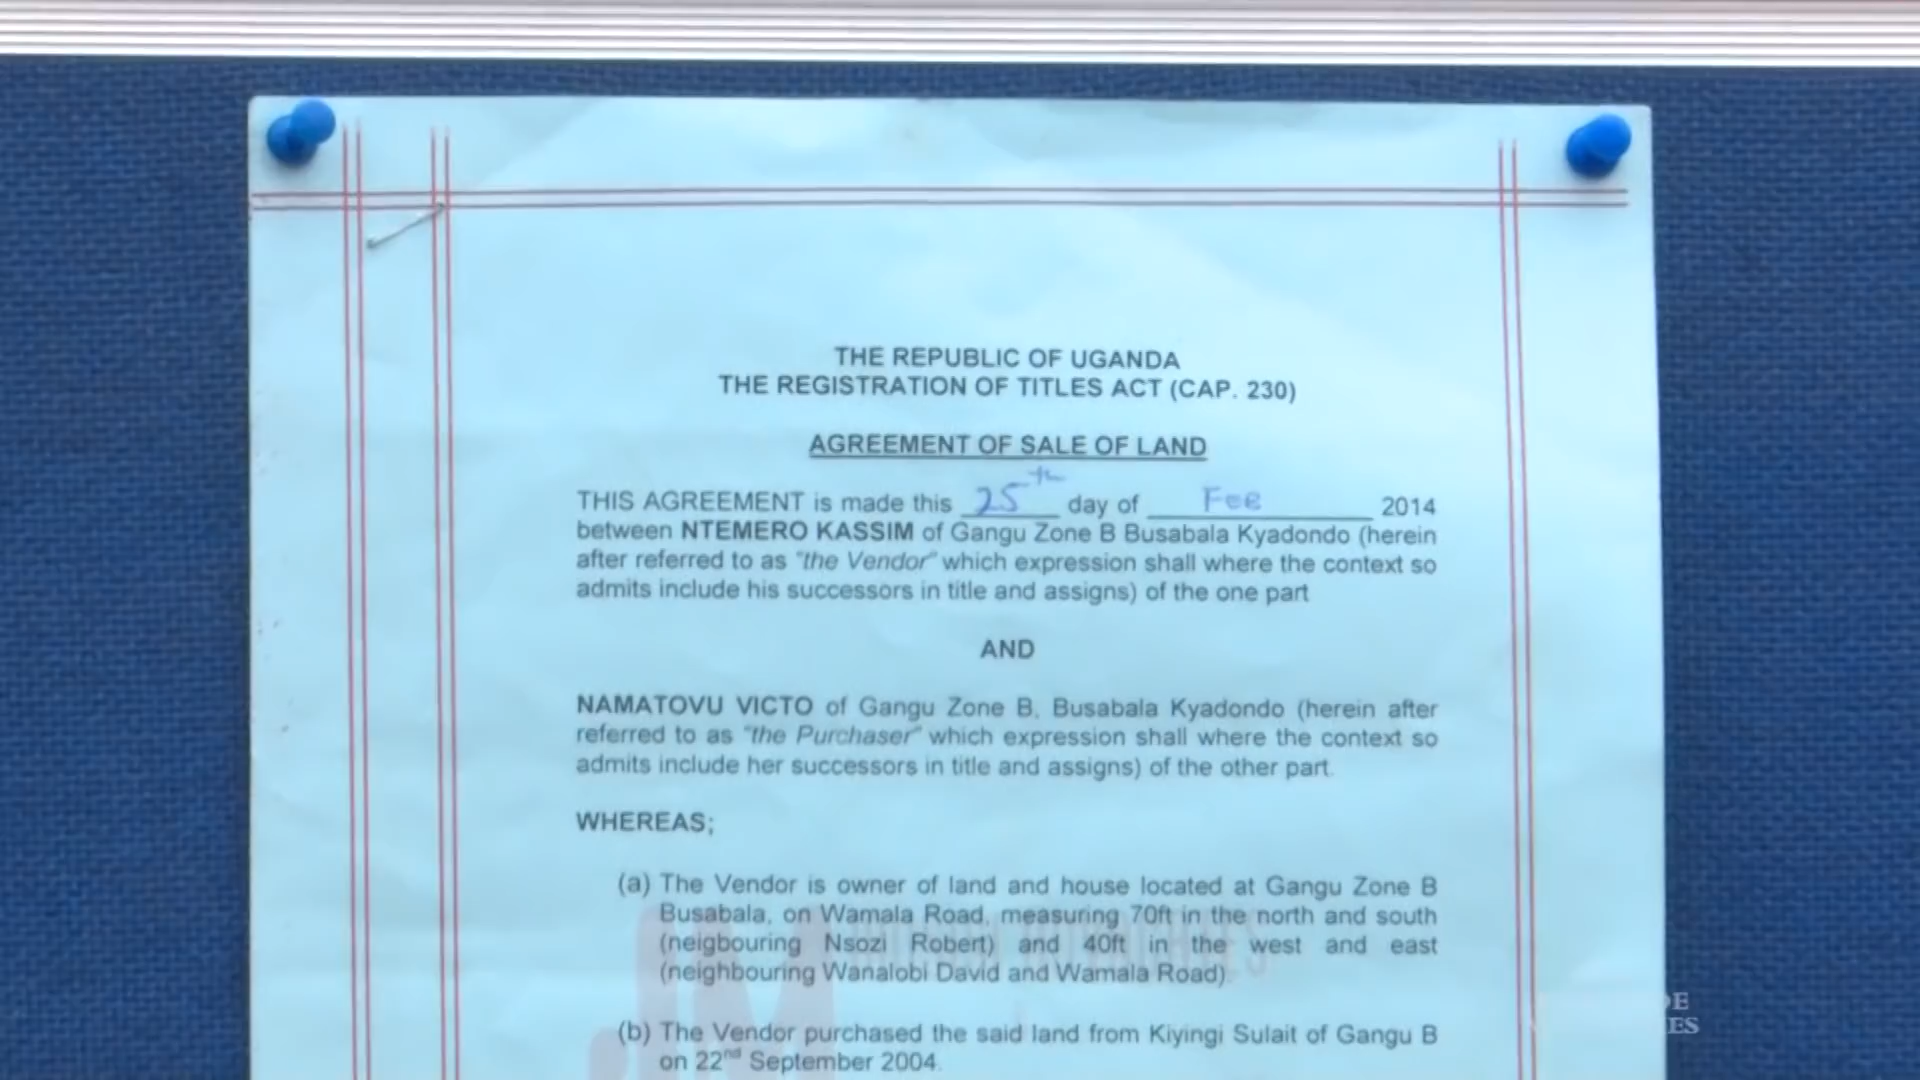 THE REPUBLIC OF UGANDA
THE REGISTRATION OF TITLES ACT (CAP. 230)
AGREEMENT OF SALE OF LAND
THIS AGREEMENT is made this 25th day of Feb 2014
between NTEMERO KASSIM of Gangu Zone B Busabala Kyadondo (herein
after referred to as "the Vendor" which expression shall where the context so
admits include his successors in title and assigns) of the one part
AND
NAMATOVU VICTO of Gangu Zone B, Busabala Kyadondo (herein after
referred to as "the Purchaser" which expression shall where the context so
admits include her successors in title and assigns) of the other part.
WHEREAS;
(a) The Vendor is owner of land and house located at Gangu Zone B
Busabala, on Wamala Road, measuring 70ft in the north and south
(neigbouring Nsozi Robert) and 40ft in the west and east
(neighbouring Wanalobi David and Wamala Road).
(b) The Vendor purchased the said land from Kiyingi Sulait of Gangu B
on 22nd September 2004.